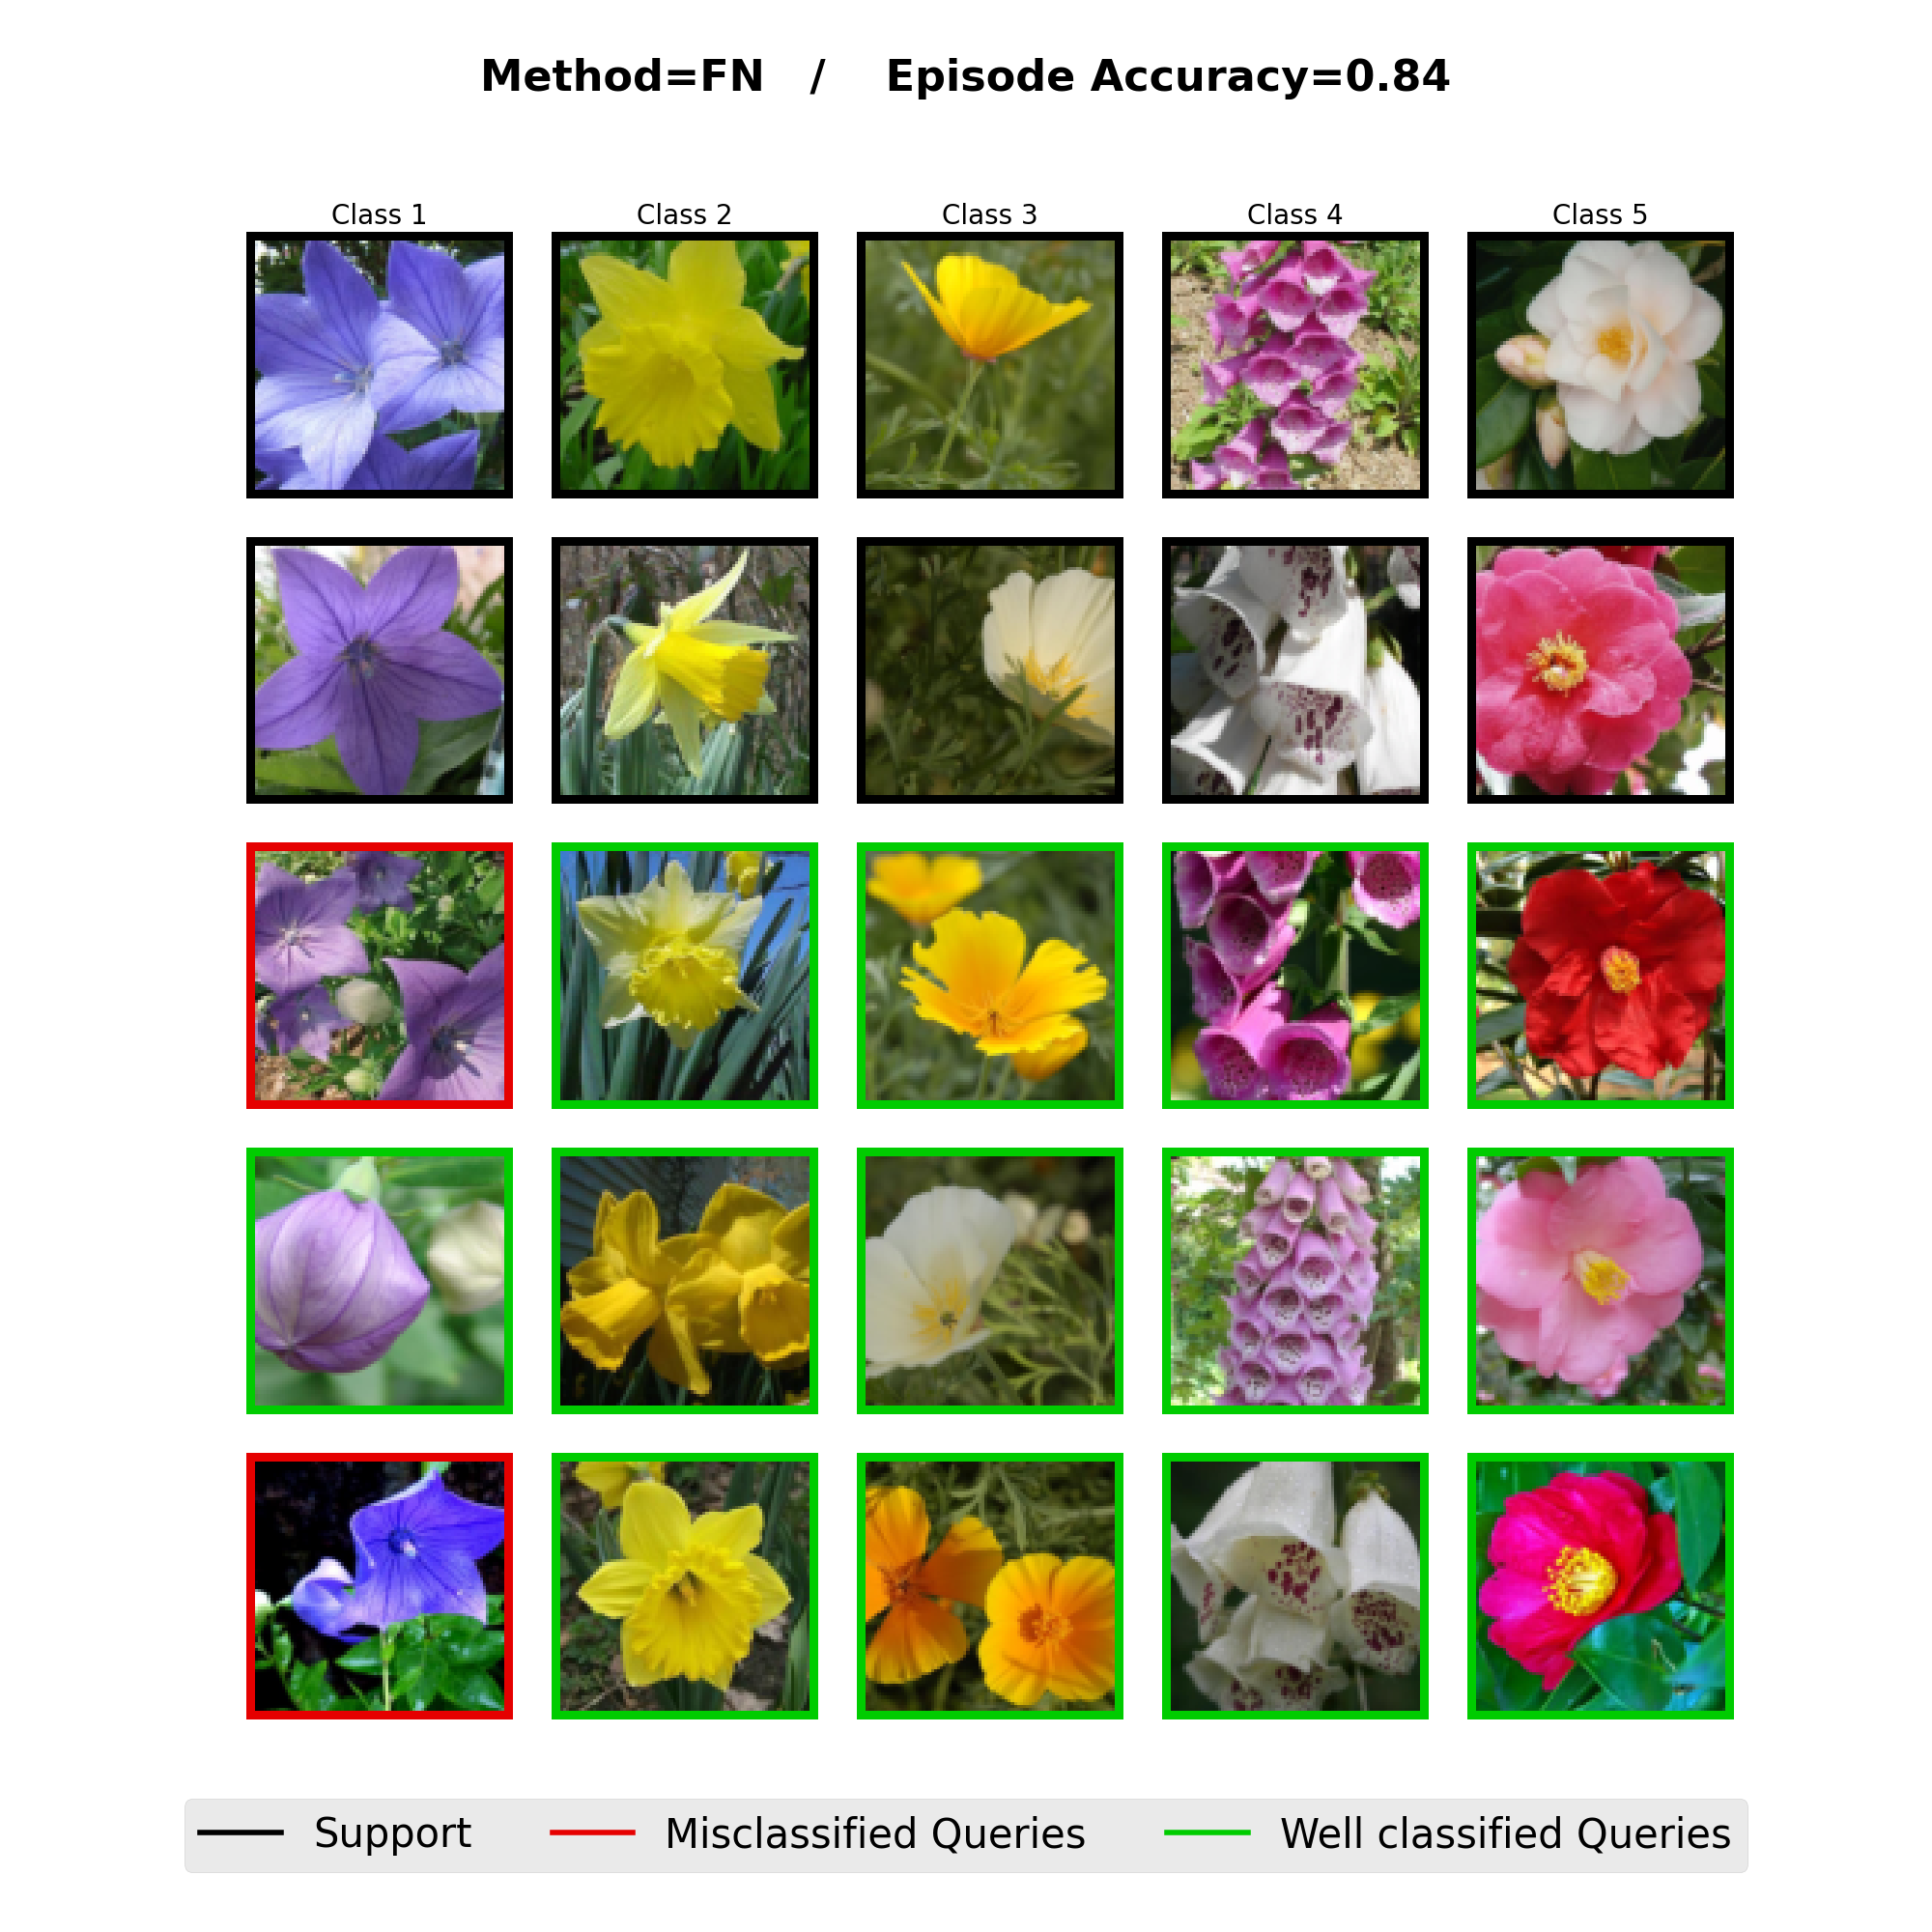 Method=FN / Episode Accuracy=0.84
Class 1 Class 2 Class 3 Class 4 Class 5
Support Misclassified Queries Well classified Queries